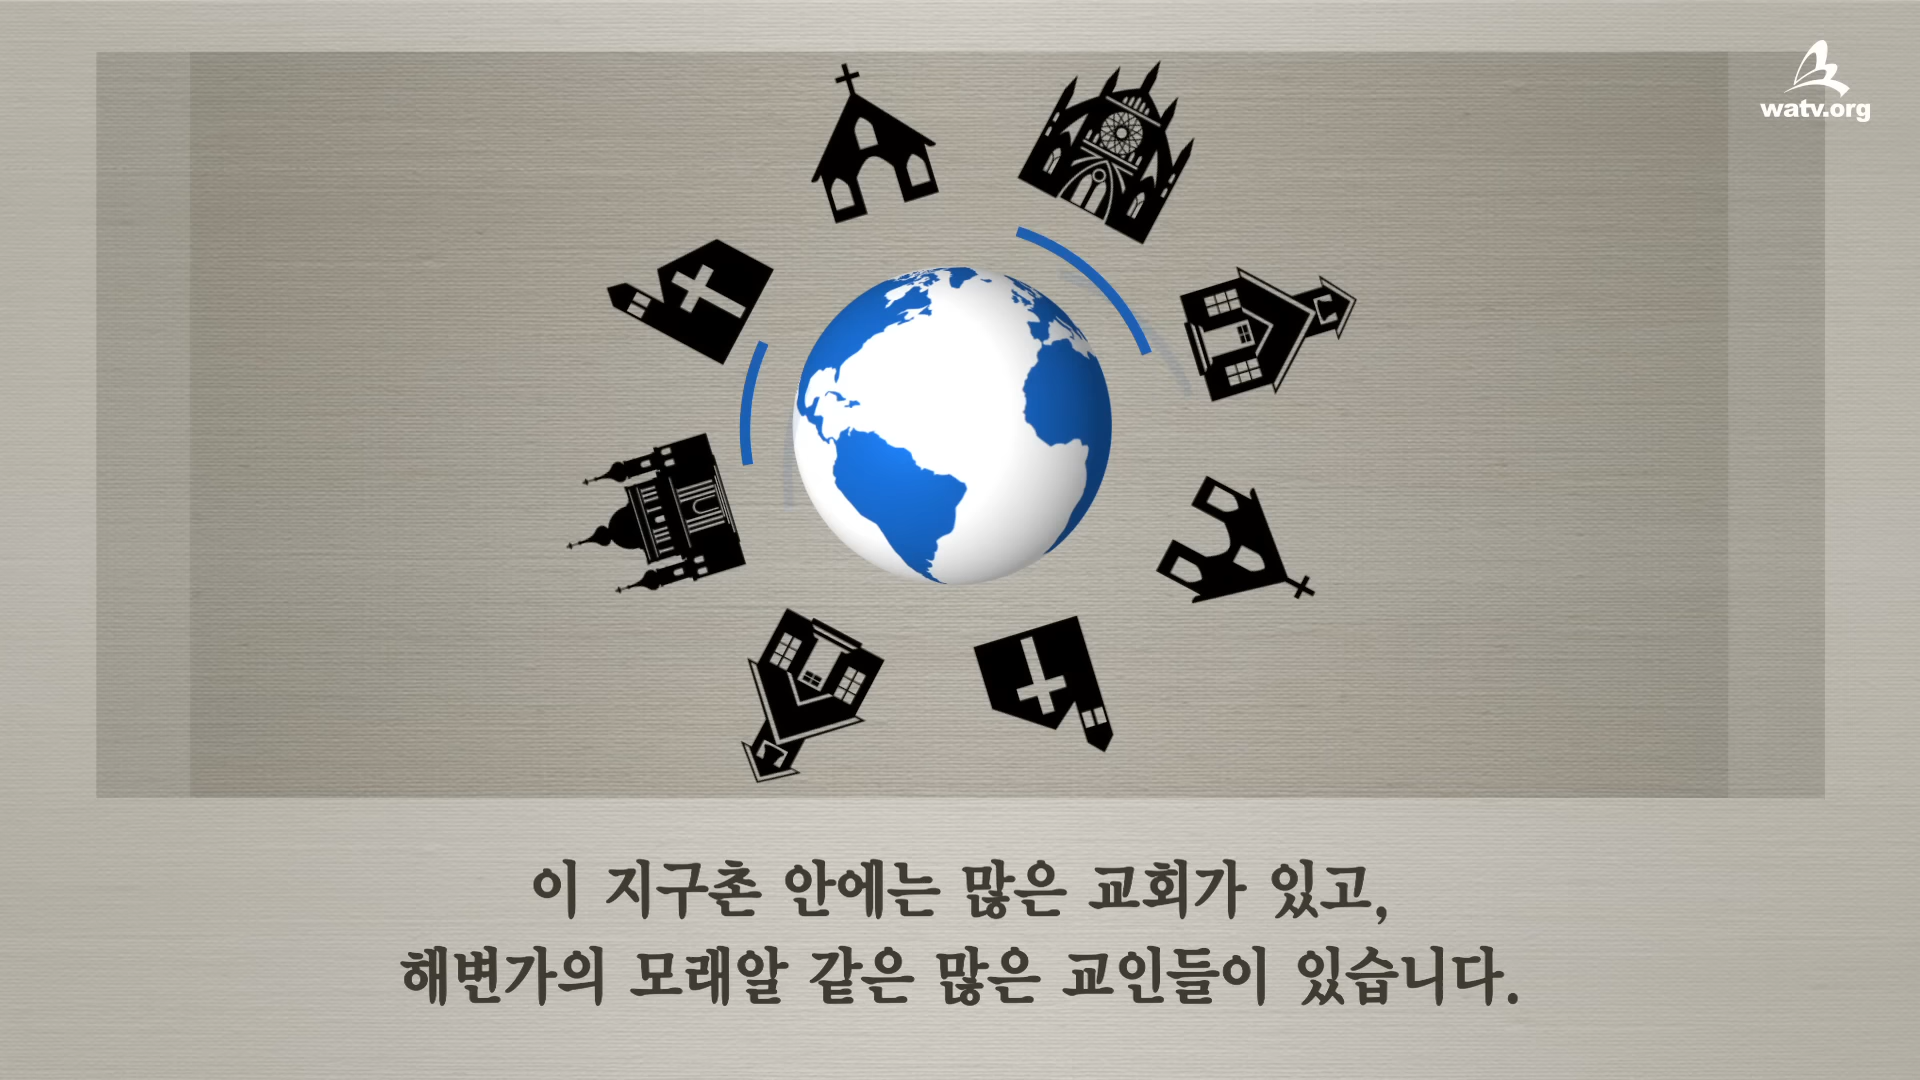 watv.org
이 지구촌 안에는 많은 교회가 있고,
해변가의 모래알 같은 많은 교인들이 있습니다.